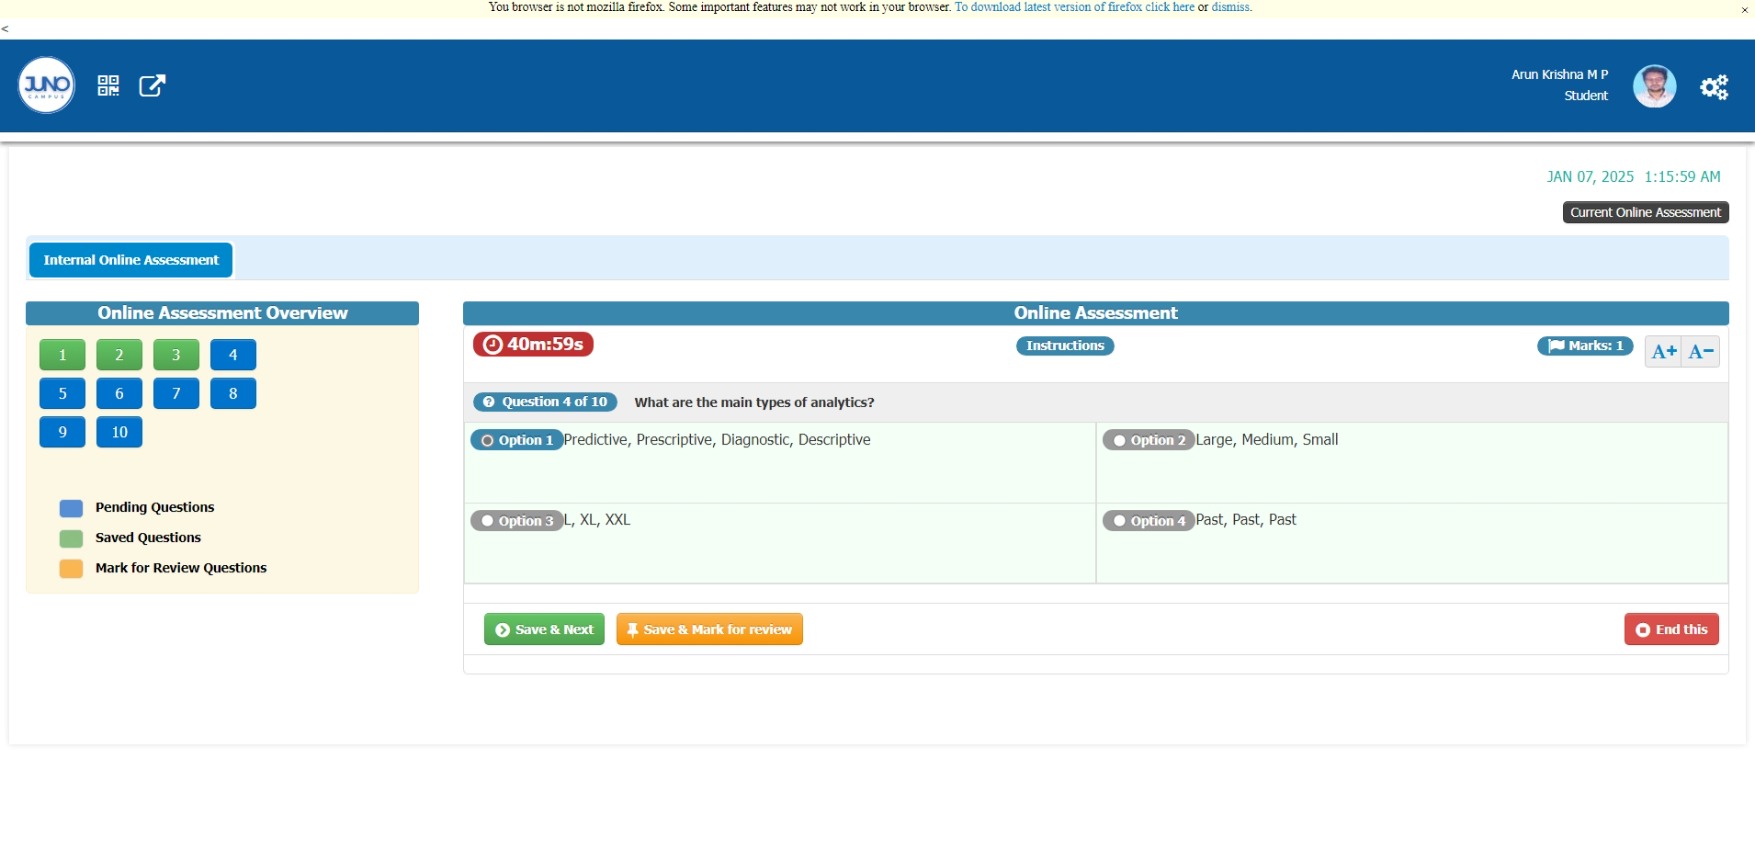 You browser is not mozilla firefox. Some important features may not work in your browser. To download latest version of firefox click here or dismiss.
×
<
JUNO
CAMPUS
Arun Krishna M P
Student
JAN 07, 2025 1:15:59 AM
Current Online Assessment
Internal Online Assessment
Online Assessment Overview
1 2 3 4
5 6 7 8
9 10
Pending Questions
Saved Questions
Mark for Review Questions
Online Assessment
40m:59s
Instructions
Marks: 1
A+ A-
Question 4 of 10 What are the main types of analytics?
Option 1 Predictive, Prescriptive, Diagnostic, Descriptive
Option 2 Large, Medium, Small
Option 3 L, XL, XXL
Option 4 Past, Past, Past
Save & Next
Save & Mark for review
End this